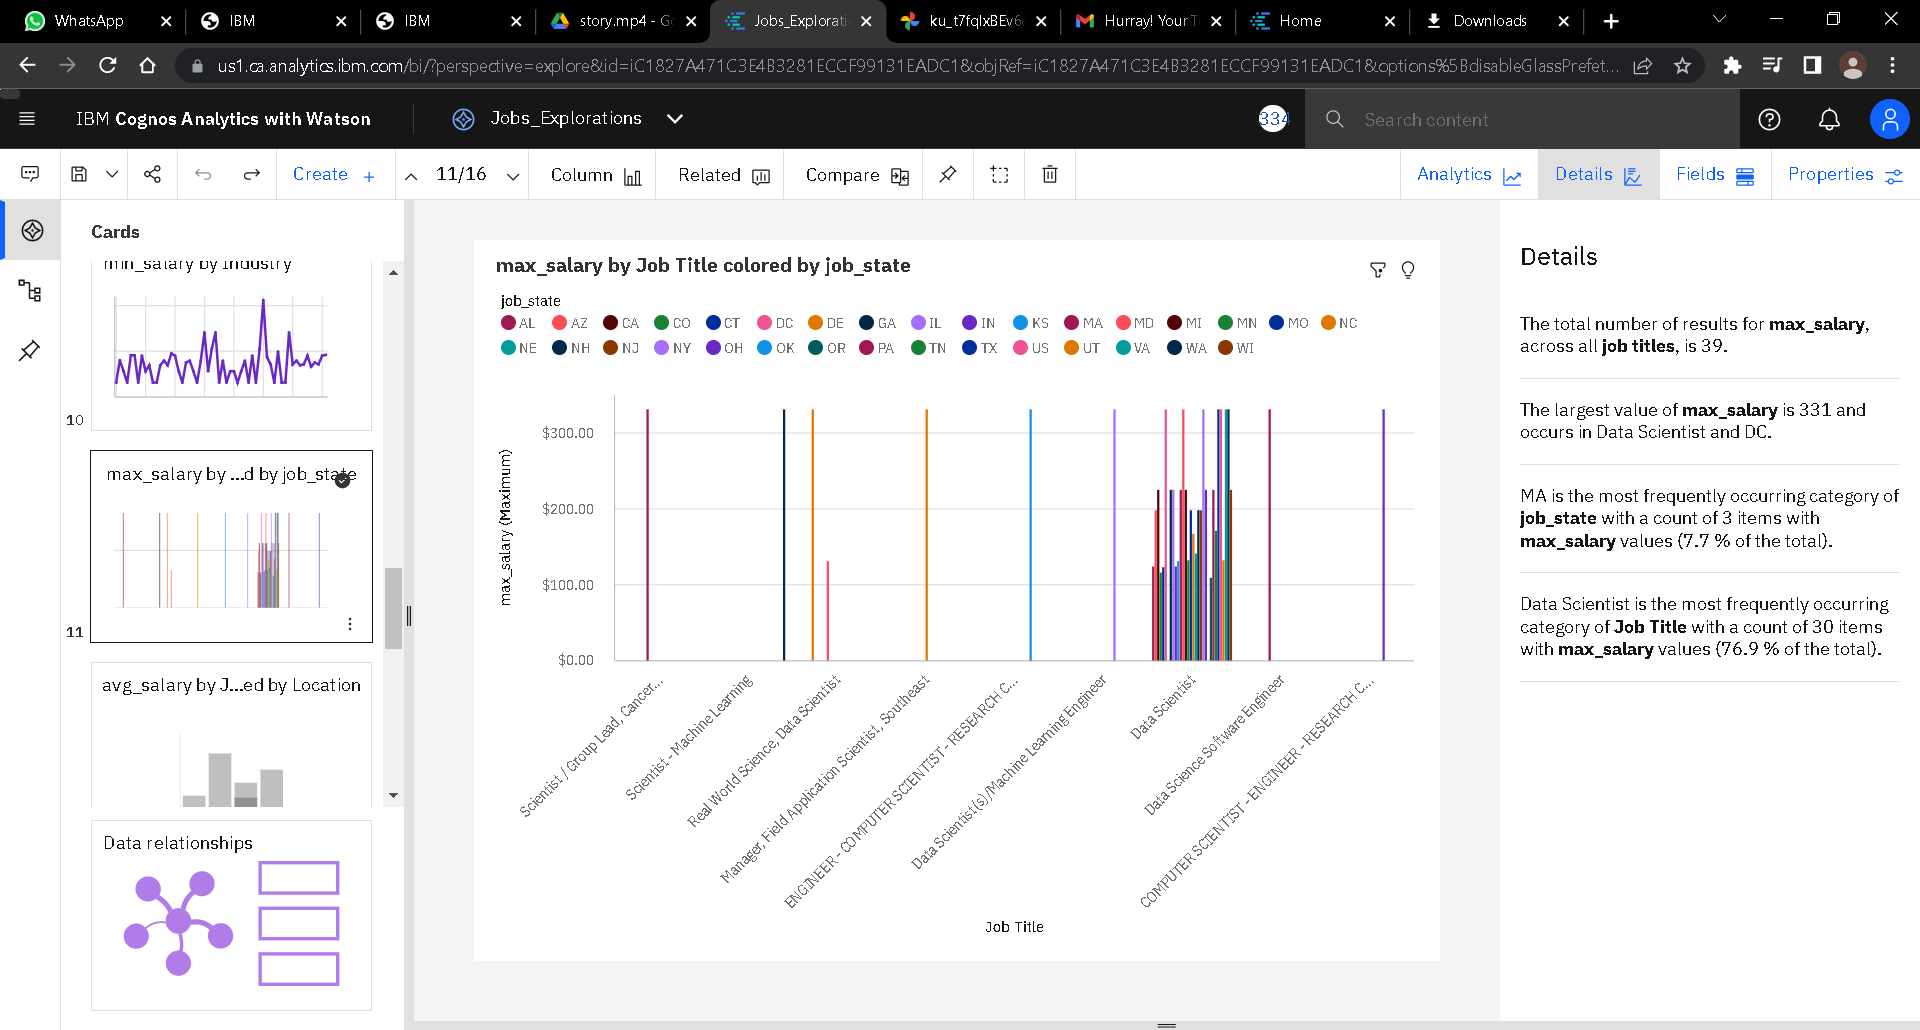 WhatsApp
IBM
IBM
story.mp4 - Go
Jobs_Explorati
ku_t7fqlxBEv6
Hurray! Your T
Home
Downloads
us1.ca.analytics.ibm.com/bi/?perspective=explore&id=iC1827A471C3E4B3281ECCF99131EADC1&objRef=iC1827A471C3E4B3281ECCF99131EADC1&options%5BdisableGlassPrefet...
IBM Cognos Analytics with Watson
Jobs_Explorations
334
Search content
Create +
11/16
Column
Related
Compare
Analytics
Details
Fields
Properties
Cards
min_salary by Industry
10
max_salary by ...d by job_state
11
avg_salary by J...ed by Location
Data relationships
max_salary by Job Title colored by job_state
job_state
AL AZ CA CO CT DC DE GA IL IN KS MA MD MI MN MO NC
NE NH NJ NY OH OK OR PA TN TX US UT VA WA WI
max_salary (Maximum)
$300.00
$200.00
$100.00
$0.00
Scientist / Group Lead, Cancer...
Scientist - Machine Learning
Real World Science, Data Scientist
Manager, Field Application Scientist, Southeast
ENGINEER - COMPUTER SCIENTIST - RESEARCH C...
Data Scientist(s)/Machine Learning Engineer
Data Scientist
Data Science Software Engineer
COMPUTER SCIENTIST - ENGINEER - RESEARCH C...
Job Title
Details
The total number of results for max_salary,
across all job titles, is 39.
The largest value of max_salary is 331 and
occurs in Data Scientist and DC.
MA is the most frequently occurring category of
job_state with a count of 3 items with
max_salary values (7.7 % of the total).
Data Scientist is the most frequently occurring
category of Job Title with a count of 30 items
with max_salary values (76.9 % of the total).